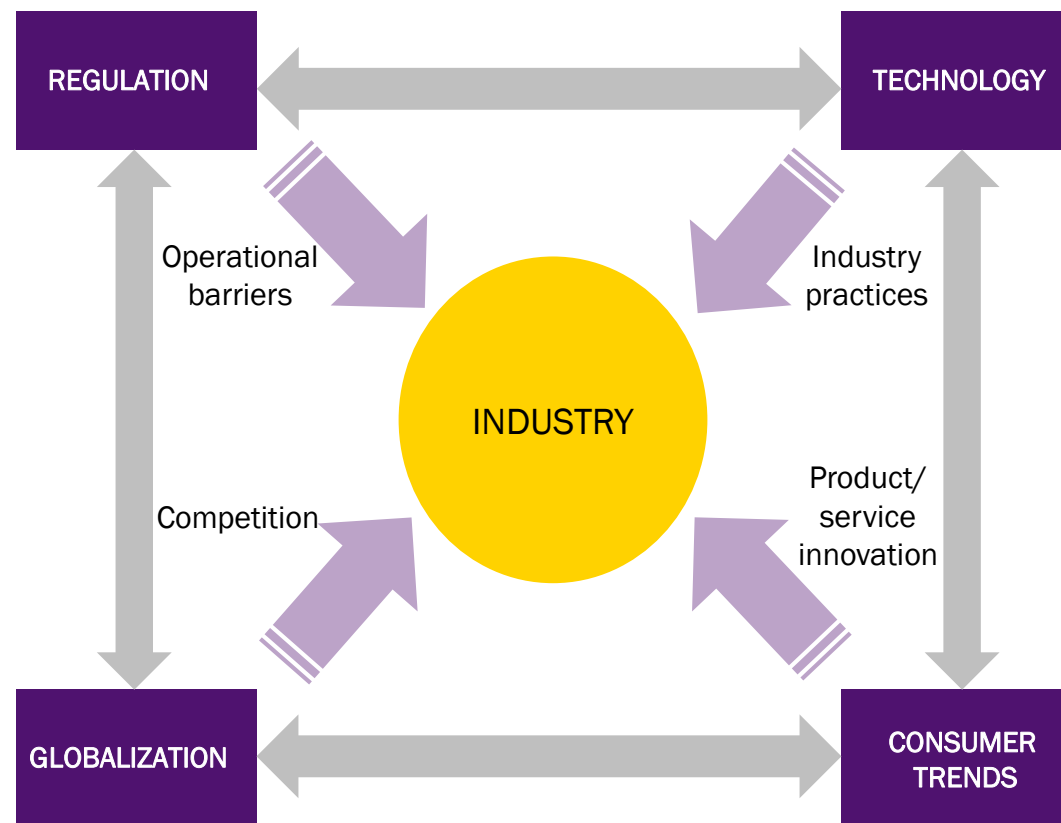 REGULATION
TECHNOLOGY
Operational
barriers
Industry
practices
INDUSTRY
Competition
Product/
service
innovation
GLOBALIZATION
CONSUMER
TRENDS